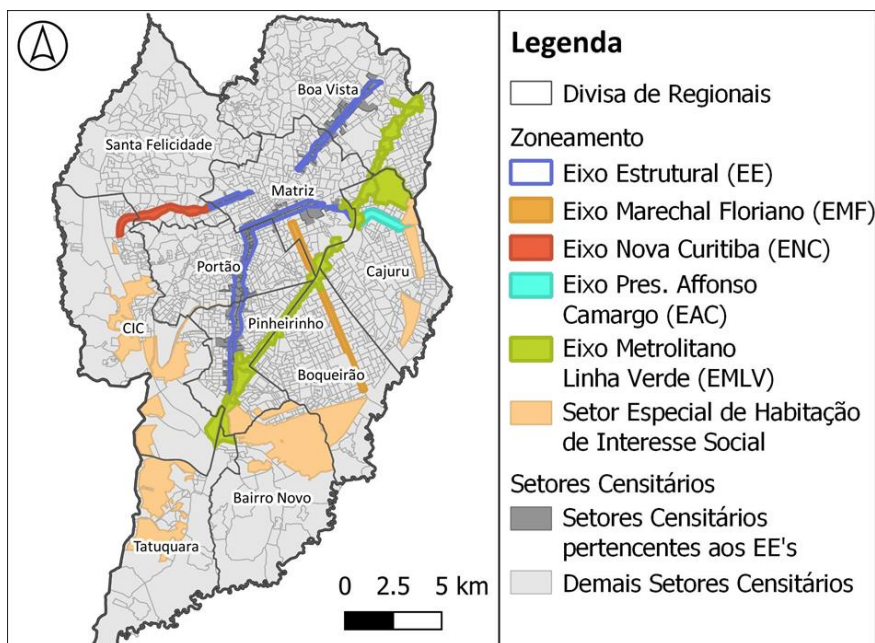 Boa Vista
Santa Felicidade
Matriz
Portão
Cajuru
CIC
Pinheirinho
Boqueirão
Bairro Novo
Tatuquara
0 2.5 5 km
Legenda
Divisa de Regionais
Zoneamento
Eixo Estrutural (EE)
Eixo Marechal Floriano (EMF)
Eixo Nova Curitiba (ENC)
Eixo Pres. Affonso
Camargo (EAC)
Eixo Metrolitano
Linha Verde (EMLV)
Setor Especial de Habitação
de Interesse Social
Setores Censitários
Setores Censitários
pertencentes aos EE's
Demais Setores Censitários